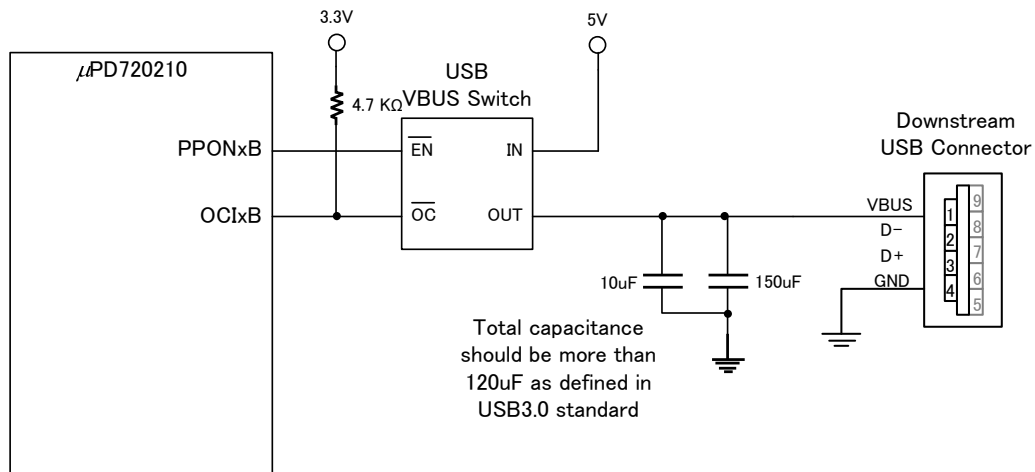 3.3V
5V
μPD720210
USB
VBUS Switch
4.7 KΩ
Downstream
USB Connector
PPONxB
EN
IN
OCIxB
OC
OUT
VBUS
D-
D+
GND
1
2
3
4
9
8
7
6
5
10uF
150uF
Total capacitance
should be more than
120uF as defined in
USB3.0 standard